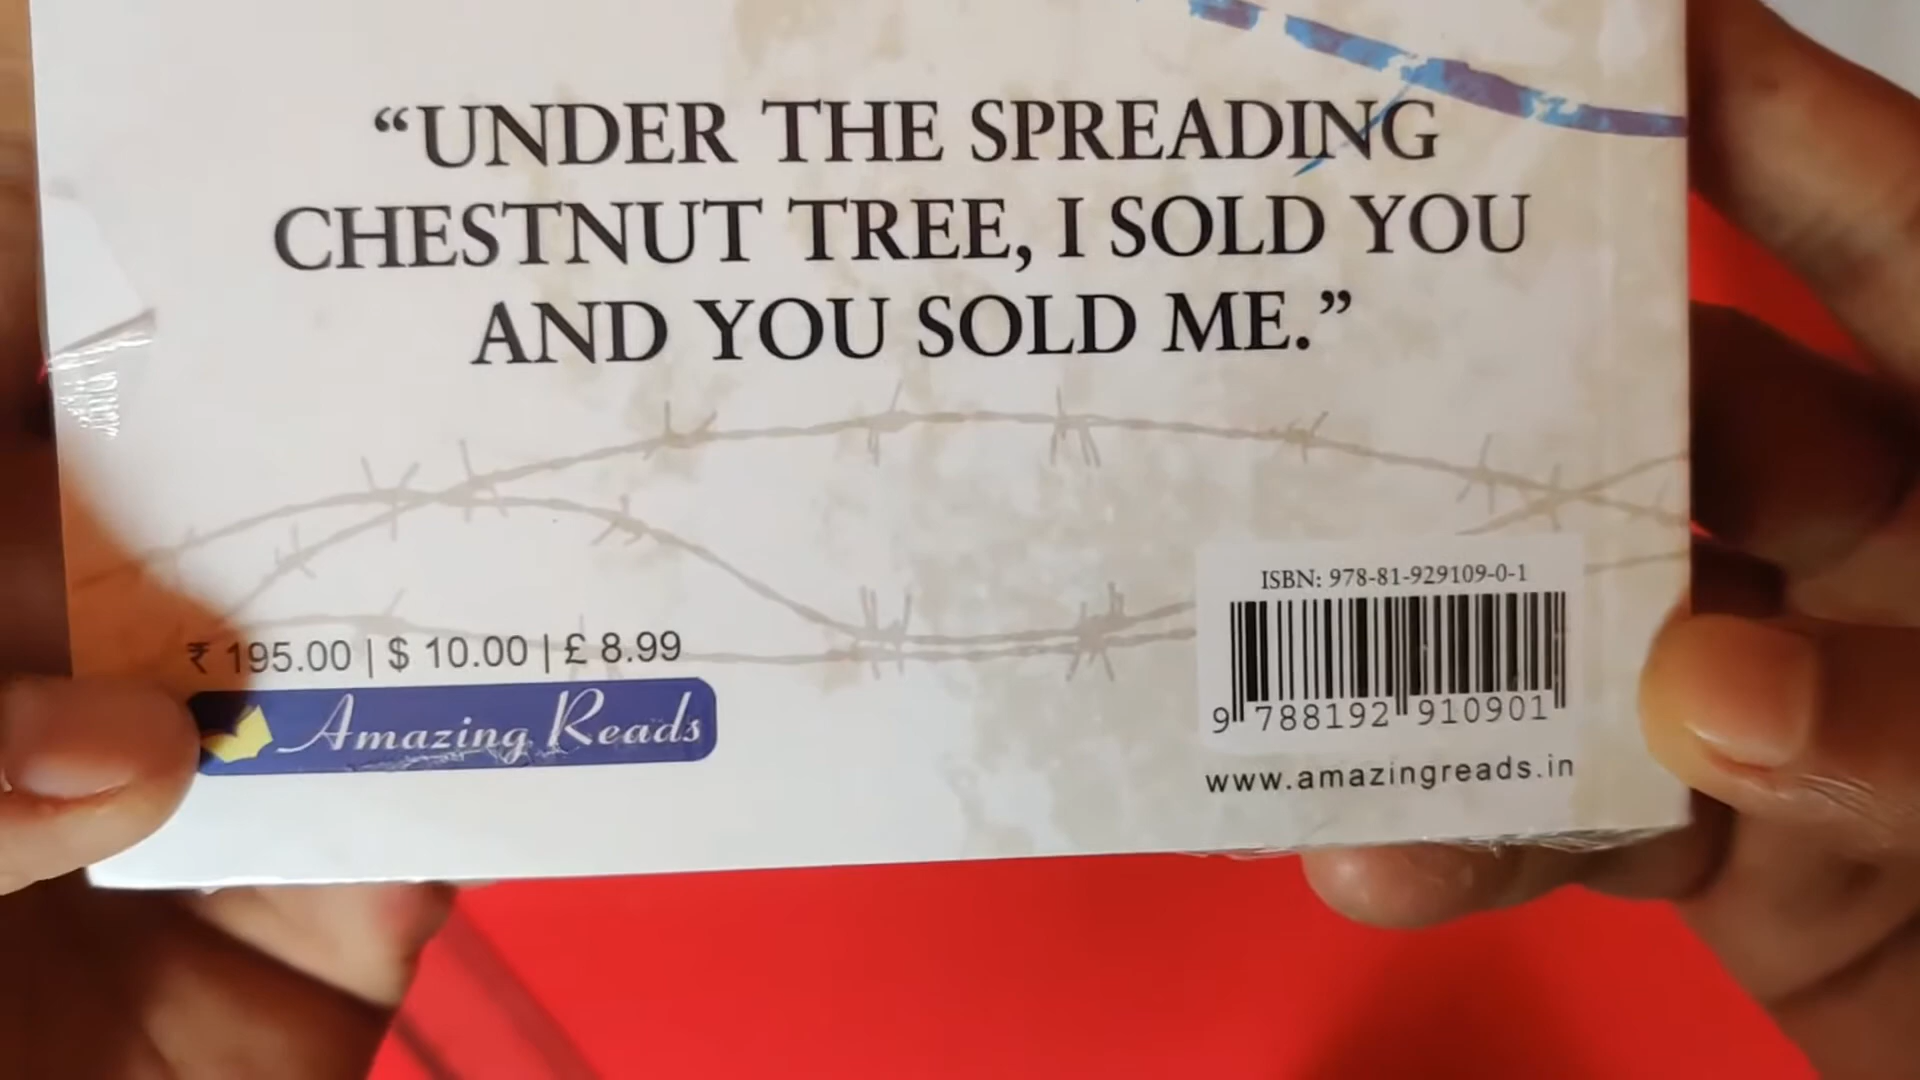 “UNDER THE SPREADING
CHESTNUT TREE, I SOLD YOU
AND YOU SOLD ME.”
₹ 195.00 | $ 10.00 | £ 8.99
Amazing Reads
ISBN: 978-81-929109-0-1
9 788192 910901
www.amazingreads.in